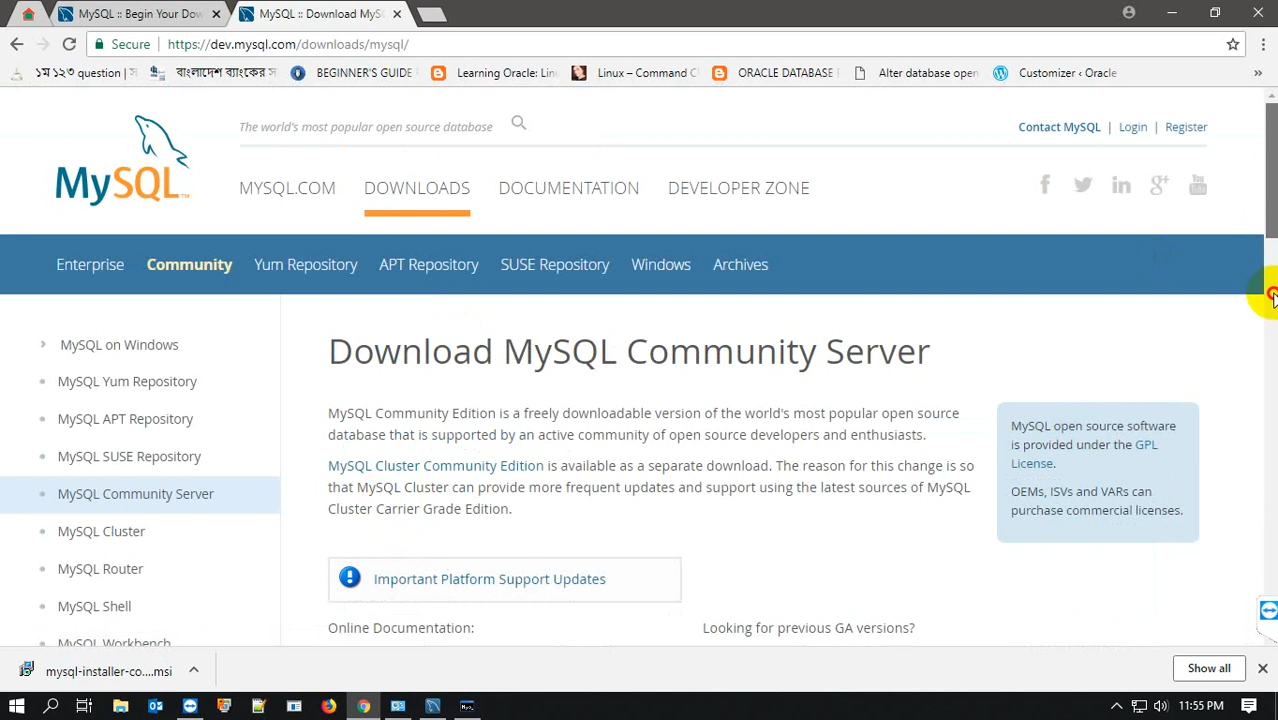 MySQL :: Begin Your Dow
MySQL :: Download MyS
Secure https://dev.mysql.com/downloads/mysql/
১ম ১২৩ question | স
বাংলাদেশ ব্যাংকের স
BEGINNER'S GUIDE
Learning Oracle: Linu
Linux – Command C
ORACLE DATABASE E
Alter database open
Customizer ‹ Oracle
»
The world's most popular open source database
Contact MySQL | Login | Register
MySQL™
MYSQL.COM DOWNLOADS DOCUMENTATION DEVELOPER ZONE
Enterprise Community Yum Repository APT Repository SUSE Repository Windows Archives
MySQL on Windows
MySQL Yum Repository
MySQL APT Repository
MySQL SUSE Repository
MySQL Community Server
MySQL Cluster
MySQL Router
MySQL Shell
MySQL Workbench
Download MySQL Community Server
MySQL Community Edition is a freely downloadable version of the world's most popular open source
database that is supported by an active community of open source developers and enthusiasts.
MySQL Cluster Community Edition is available as a separate download. The reason for this change is so
that MySQL Cluster can provide more frequent updates and support using the latest sources of MySQL
Cluster Carrier Grade Edition.
MySQL open source software
is provided under the GPL
License.
OEMs, ISVs and VARs can
purchase commercial licenses.
Important Platform Support Updates
Online Documentation:
Looking for previous GA versions?
mysql-installer-co....msi
Show all
11:55 PM